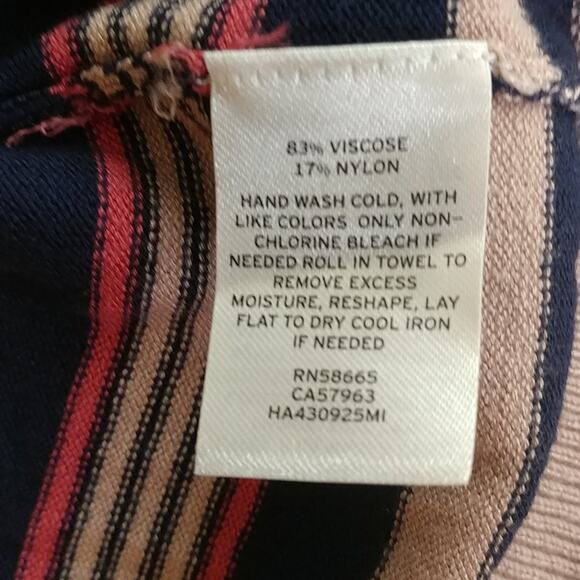 83% VISCOSE
17% NYLON
HAND WASH COLD, WITH
LIKE COLORS ONLY NON-
CHLORINE BLEACH IF
NEEDED ROLL IN TOWEL TO
REMOVE EXCESS
MOISTURE, RESHAPE, LAY
FLAT TO DRY COOL IRON
IF NEEDED
RN58665
CA57963
HA430925MI